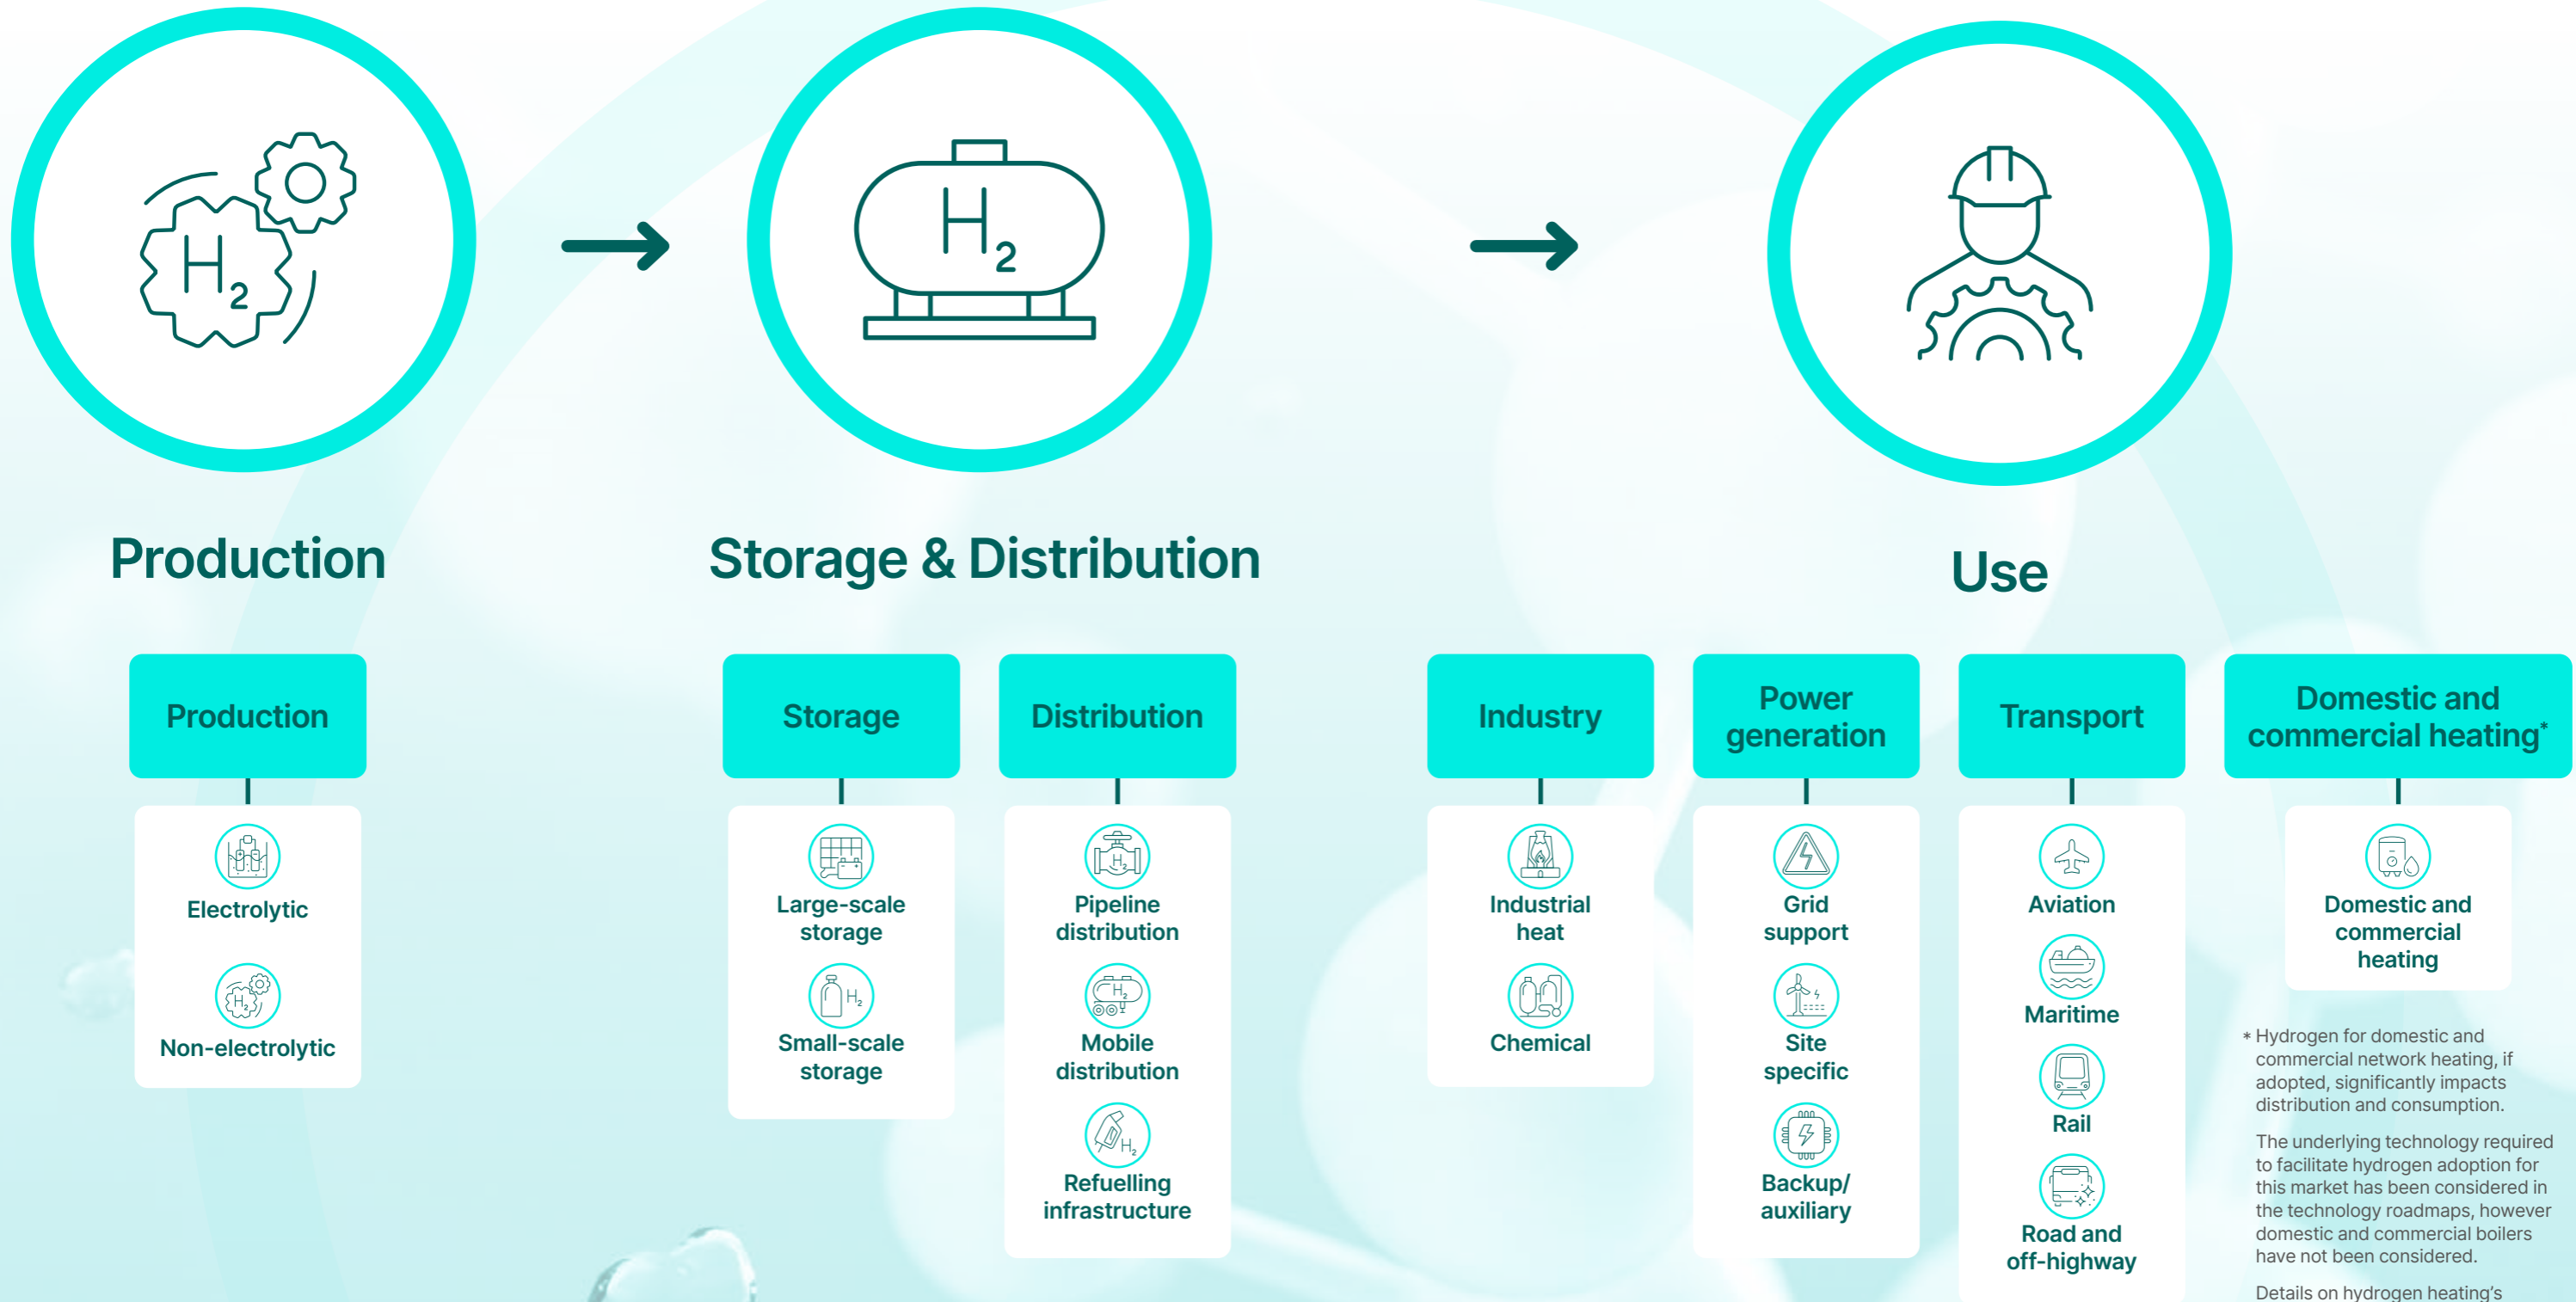 H2
H2
Production
Storage & Distribution
Use
Production
Electrolytic
H2
Non-electrolytic
Storage
Large-scale
storage
H2
Small-scale
storage
Distribution
H2
Pipeline
distribution
H2
Mobile
distribution
H2
Refuelling
infrastructure
Industry
Industrial
heat
Chemical
Power
generation
Grid
support
Site
specific
Backup/
auxiliary
Transport
Aviation
Maritime
Rail
Road and
off-highway
Domestic and
commercial heating*
Domestic and
commercial
heating
* Hydrogen for domestic and
commercial network heating, if
adopted, significantly impacts
distribution and consumption.
The underlying technology required
to facilitate hydrogen adoption for
this market has been considered in
the technology roadmaps, however
domestic and commercial boilers
have not been considered.
Details on hydrogen heating's